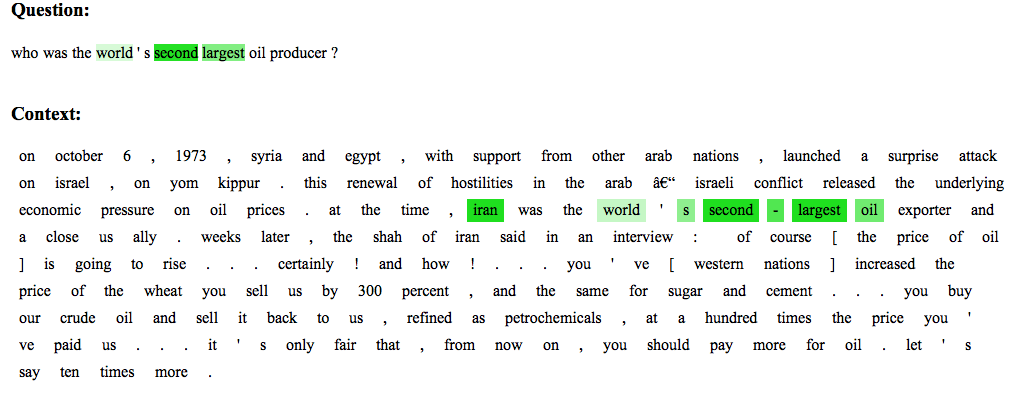 Question:
who was the world ' s second largest oil producer ?
Context:
on october 6 , 1973 , syria and egypt , with support from other arab nations , launched a surprise attack
on israel , on yom kippur . this renewal of hostilities in the arab â€“ israeli conflict released the underlying
economic pressure on oil prices . at the time , iran was the world ' s second - largest oil exporter and
a close us ally . weeks later , the shah of iran said in an interview : of course [ the price of oil
] is going to rise . . . certainly ! and how ! . . . you ' ve [ western nations ] increased the
price of the wheat you sell us by 300 percent , and the same for sugar and cement . . . you buy
our crude oil and sell it back to us , refined as petrochemicals , at a hundred times the price you '
ve paid us . . . it ' s only fair that , from now on , you should pay more for oil . let ' s
say ten times more .